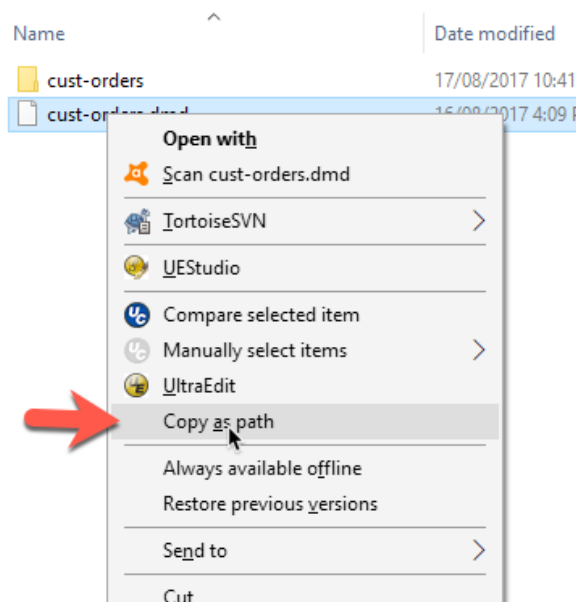 Name Date modified
cust-orders 17/08/2017 10:41
cust-orders.dmd 16/08/2017 4:09
Open with
Scan cust-orders.dmd
TortoiseSVN
UEStudio
Compare selected item
Manually select items
UltraEdit
Copy as path
Always available offline
Restore previous versions
Send to
Cut